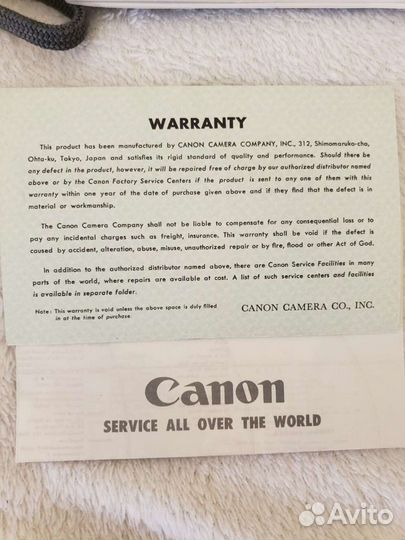 WARRANTY
This product has been manufactured by CANON CAMERA COMPANY, INC., 312, Shimomaruko-cho,
Ohta-ku, Tokyo, Japan and satisfies its rigid standard of quality and performance. Should there be
any defect in the product, however, it will be repaired free of charge by our authorized distributor named
above or by the Canon Factory Service Centers if the product is sent to any one of them with this
warranty within one year of the date of purchase given above and if they find that the defect is in
material or workmanship.
The Canon Camera Company shall not be liable to compensate for any consequential loss or to
pay any incidental charges such as freight, insurance. This warranty shall be void if the defect is
caused by accident, alteration, abuse, misuse, unauthorized repair or by fire, flood or other Act of God.
In addition to the authorized distributor named above, there are Canon Service Facilities in many
parts of the world, where repairs are available at cost. A list of such service centers and facilities
is available in separate folder.
Note: This warranty is void unless the above space is duly filled
in at the time of purchase.
CANON CAMERA CO., INC.
Canon
SERVICE ALL OVER THE WORLD
Avito